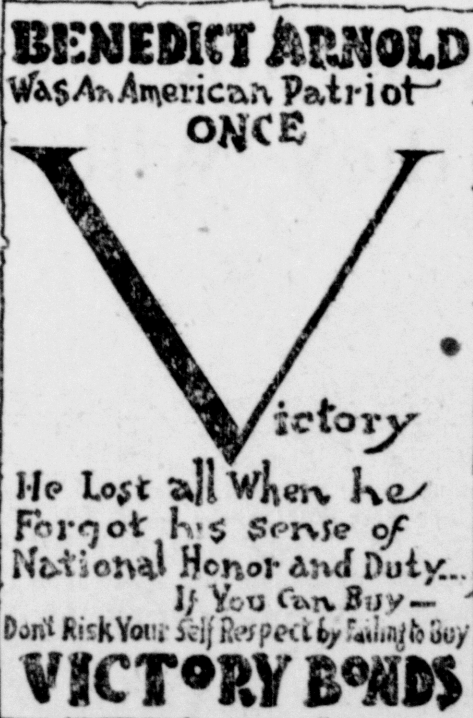 BENEDICT ARNOLD
Was An American Patriot
ONCE
Victory
He Lost all When he
Forgot his sense of
National Honor and Duty...
If You Can Buy —
Don't Risk Your Self Respect by Failing to Buy
VICTORY BONDS